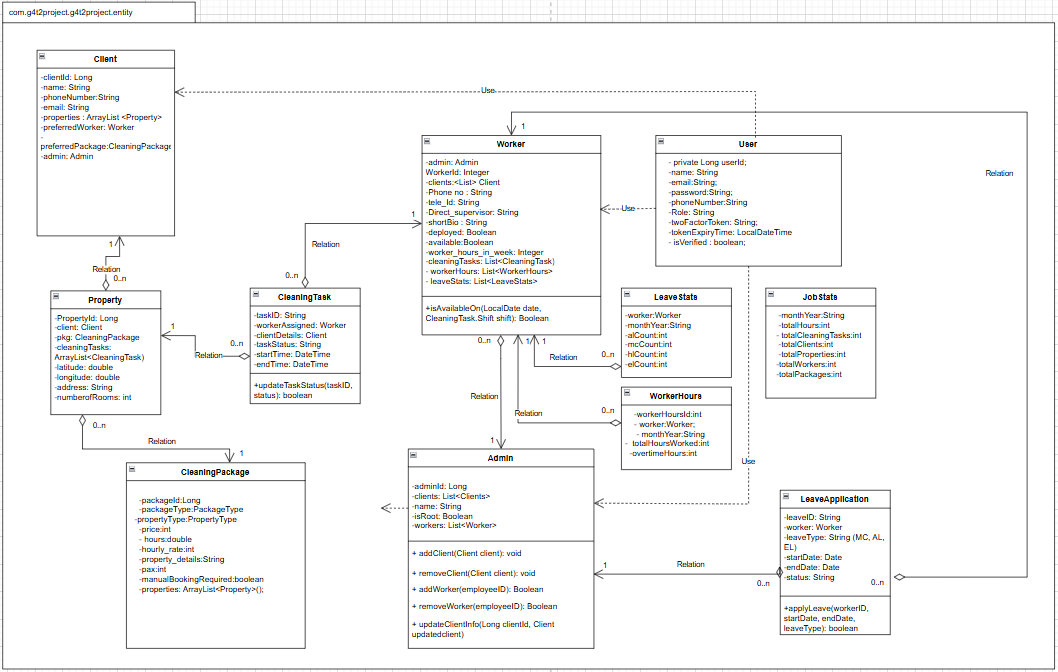 com.g4t2project.g4t2project.entity
Client
-clientId: Long
-name: String
-phoneNumber:String
-email: String
-properties : ArrayList <Property>
-preferredWorker: Worker
-
preferredPackage:CleaningPackage
-admin: Admin
Use
1
Relation
Worker
-admin: Admin
WorkerId: Integer
-clients:<List> Client
-Phone no : String
-tele_Id: String
-Direct_supervisor: String
-shortBio : String
-deployed: Boolean
-available:Boolean
-worker_hours_in_week: Integer
-cleaningTasks: List<CleaningTask)
- workerHours: List<WorkerHours>
- leaveStats: List<LeaveStats>
+isAvailableOn(LocalDate date,
CleaningTask.Shift shift): Boolean
Use
User
- private Long userId;
-name: String
-email:String;
-password:String;
-phoneNumber:String
-Role: String
-twoFactorToken: String;
-tokenExpiryTime: LocalDateTime
- isVerified : boolean;
1
Relation
0..n
1
Relation
0..n
Property
-PropertyId: Long
-client: Client
-pkg: CleaningPackage
-cleaningTasks:
ArrayList<CleaningTask)
-latitude: double
-longitude: double
-address: String
-numberofRooms: int
1
Relation
0..n
CleaningTask
-taskID: String
-workerAssigned: Worker
-clientDetails: Client
-taskStatus: String
-startTime: DateTime
-endTime: DateTime
+updateTaskStatus(taskID,
status): boolean
LeaveStats
-worker:Worker
-monthYear:String
-alCount:int
-mcCount:int
-hlCount:int
-elCount:int
JobStats
-monthYear:String
-totalHours:int
-totalCleaningTasks:int
-totalClients:int
-totalProperties:int
-totalWorkers:int
-totalPackages:int
0..n
1
1
Relation
0..n
WorkerHours
-workerHoursId:int
- worker:Worker;
- monthYear:String
- totalHoursWorked:int
-overtimeHours:int
0..n
Relation
Relation
1
0..n
Relation
1
CleaningPackage
-packageId:Long
-packageType:PackageType
-propertyType:PropertyType
-price:int
- hours:double
-hourly_rate:int
-property_details:String
-pax:int
-manualBookingRequired:boolean
-properties: ArrayList<Property>();
Admin
-adminId: Long
-clients: List<Clients>
-name: String
-isRoot: Boolean
-workers: List<Worker>
+ addClient(Client client): void
+ removeClient(Client client): void
+ addWorker(employeeID): Boolean
+ removeWorker(employeeID): Boolean
+ updateClientInfo(Long clientId, Client
updatedclient)
Use
1
Relation
0..n
LeaveApplication
-leaveID: String
-worker: Worker
-leaveType: String (MC, AL,
EL)
-startDate: Date
-endDate: Date
-status: String
0..n
+applyLeave(workerID,
startDate, endDate,
leaveType): boolean